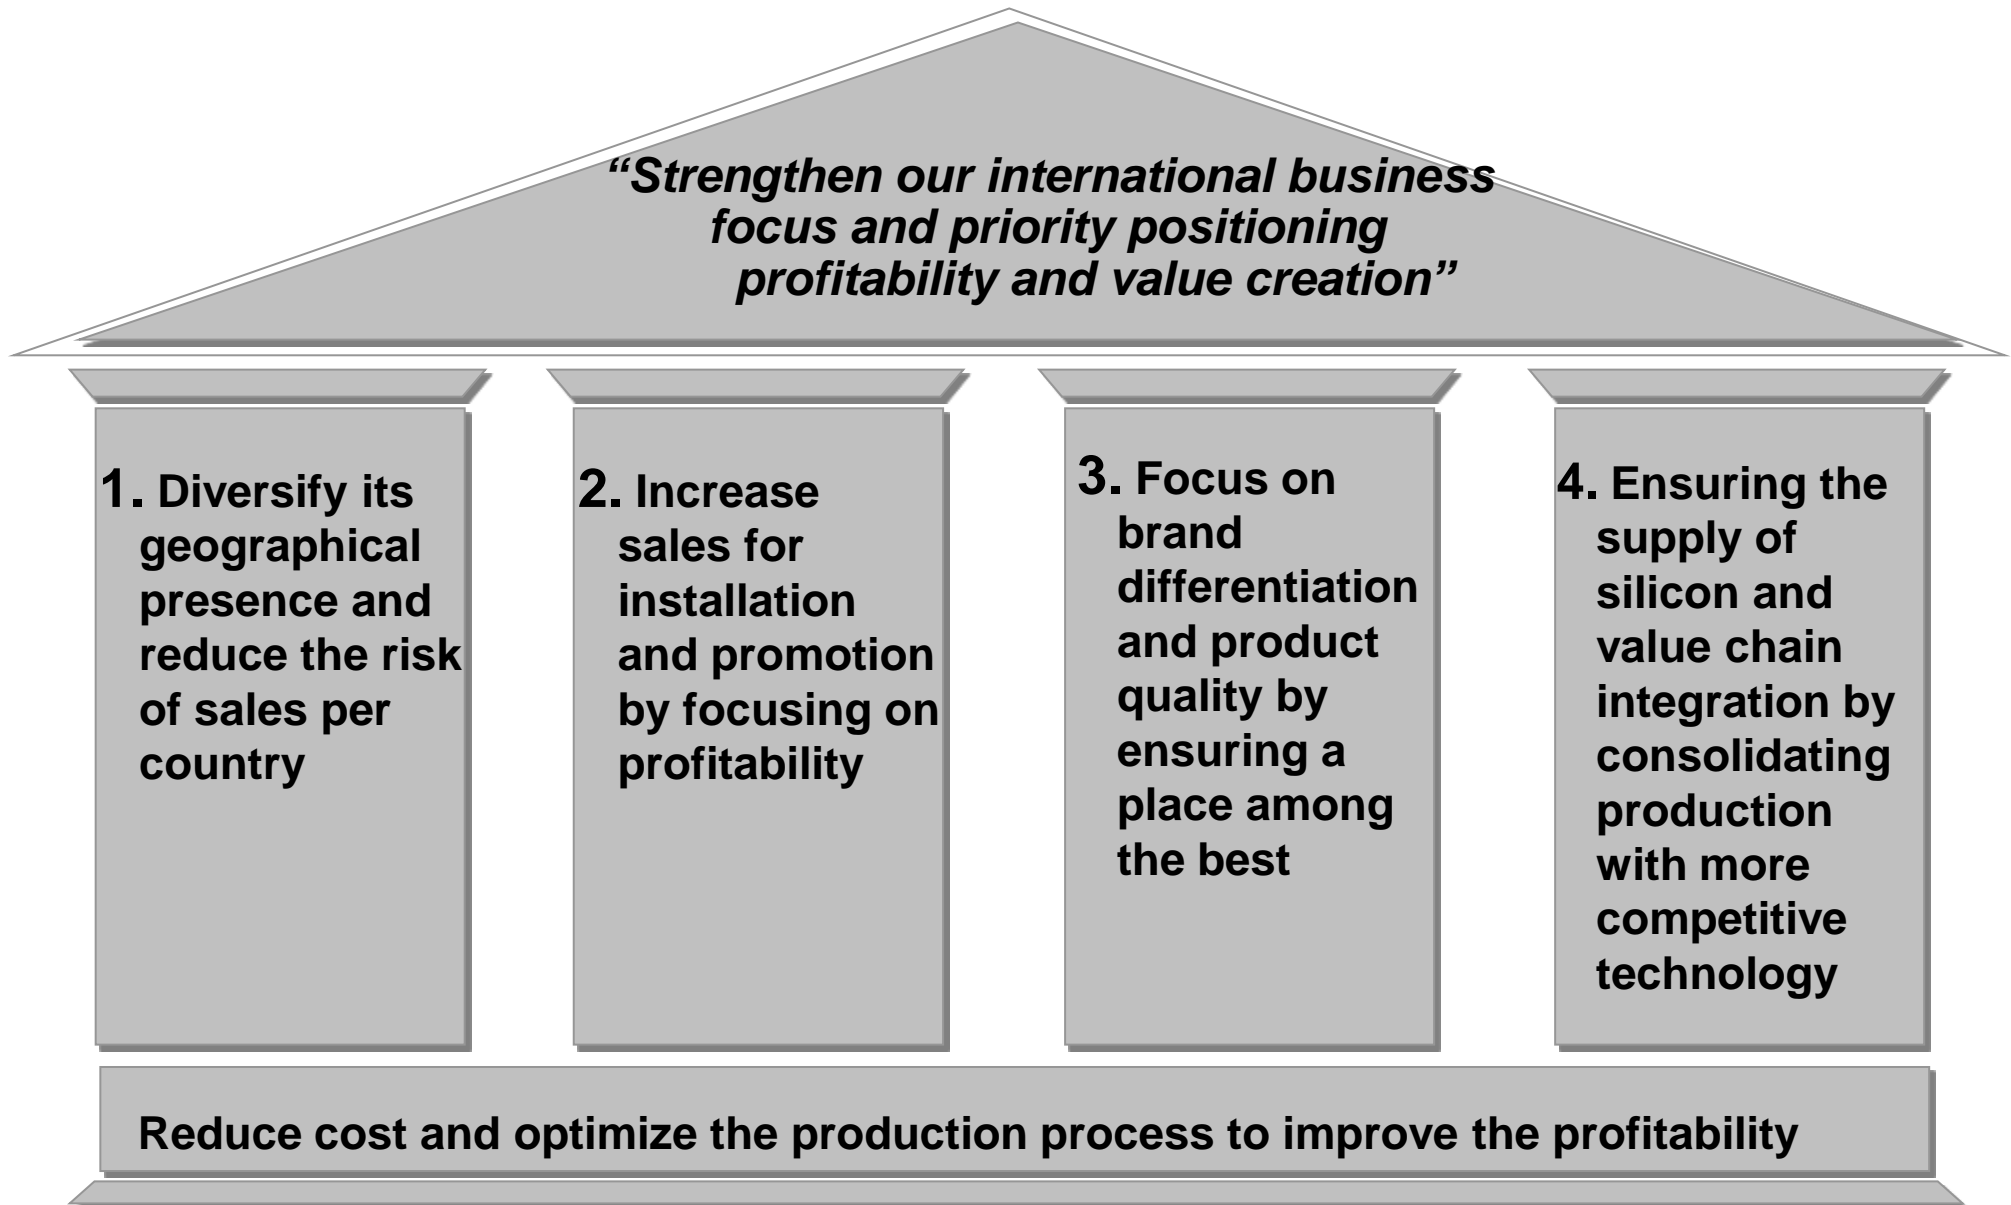 “Strengthen our international business
focus and priority positioning
profitability and value creation”
1. Diversify its
geographical
presence and
reduce the risk
of sales per
country
2. Increase
sales for
installation
and promotion
by focusing on
profitability
3. Focus on
brand
differentiation
and product
quality by
ensuring a
place among
the best
4. Ensuring the
supply of
silicon and
value chain
integration by
consolidating
production
with more
competitive
technology
Reduce cost and optimize the production process to improve the profitability